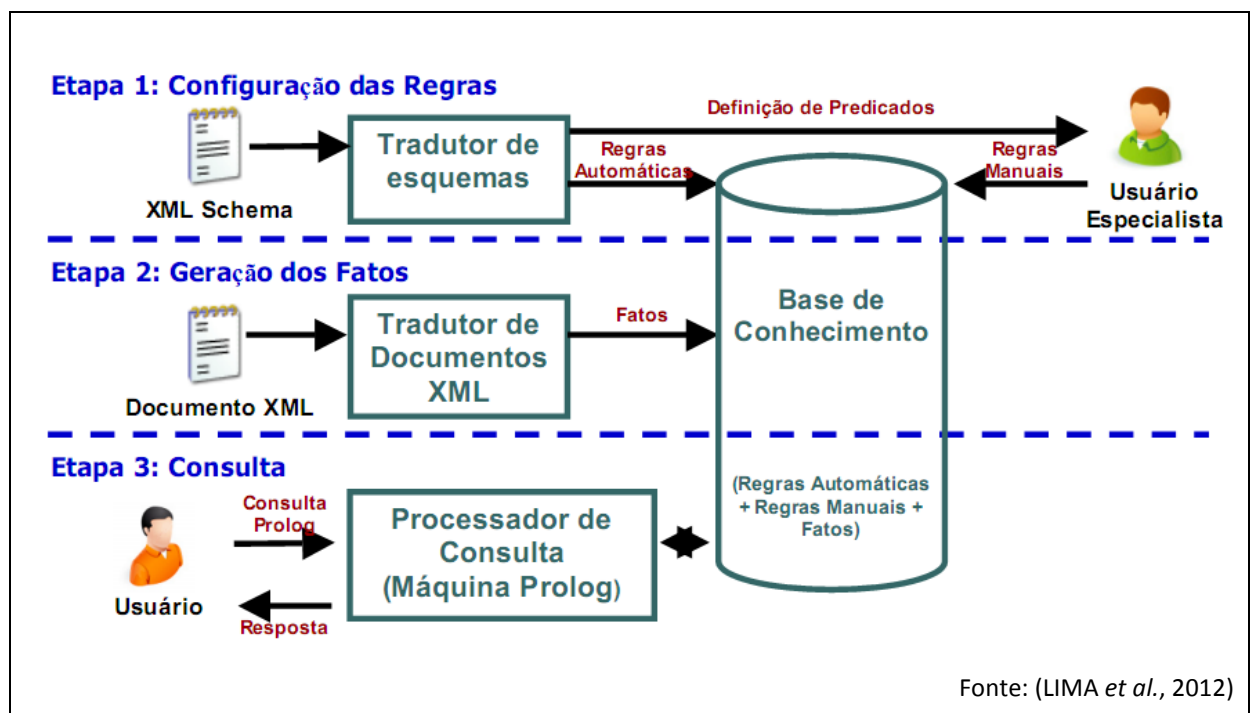 Etapa 1: Configuração das Regras
Definição de Predicados
XML Schema
Tradutor de
esquemas
Regras
Automáticas
Regras
Manuais
Usuário
Especialista
Etapa 2: Geração dos Fatos
Documento XML
Tradutor de
Documentos
XML
Fatos
Base de
Conhecimento
(Regras Automáticas
+ Regras Manuais +
Fatos)
Etapa 3: Consulta
Usuário
Consulta
Prolog
Resposta
Processador de
Consulta
(Máquina Prolog)
Fonte: (LIMA et al., 2012)